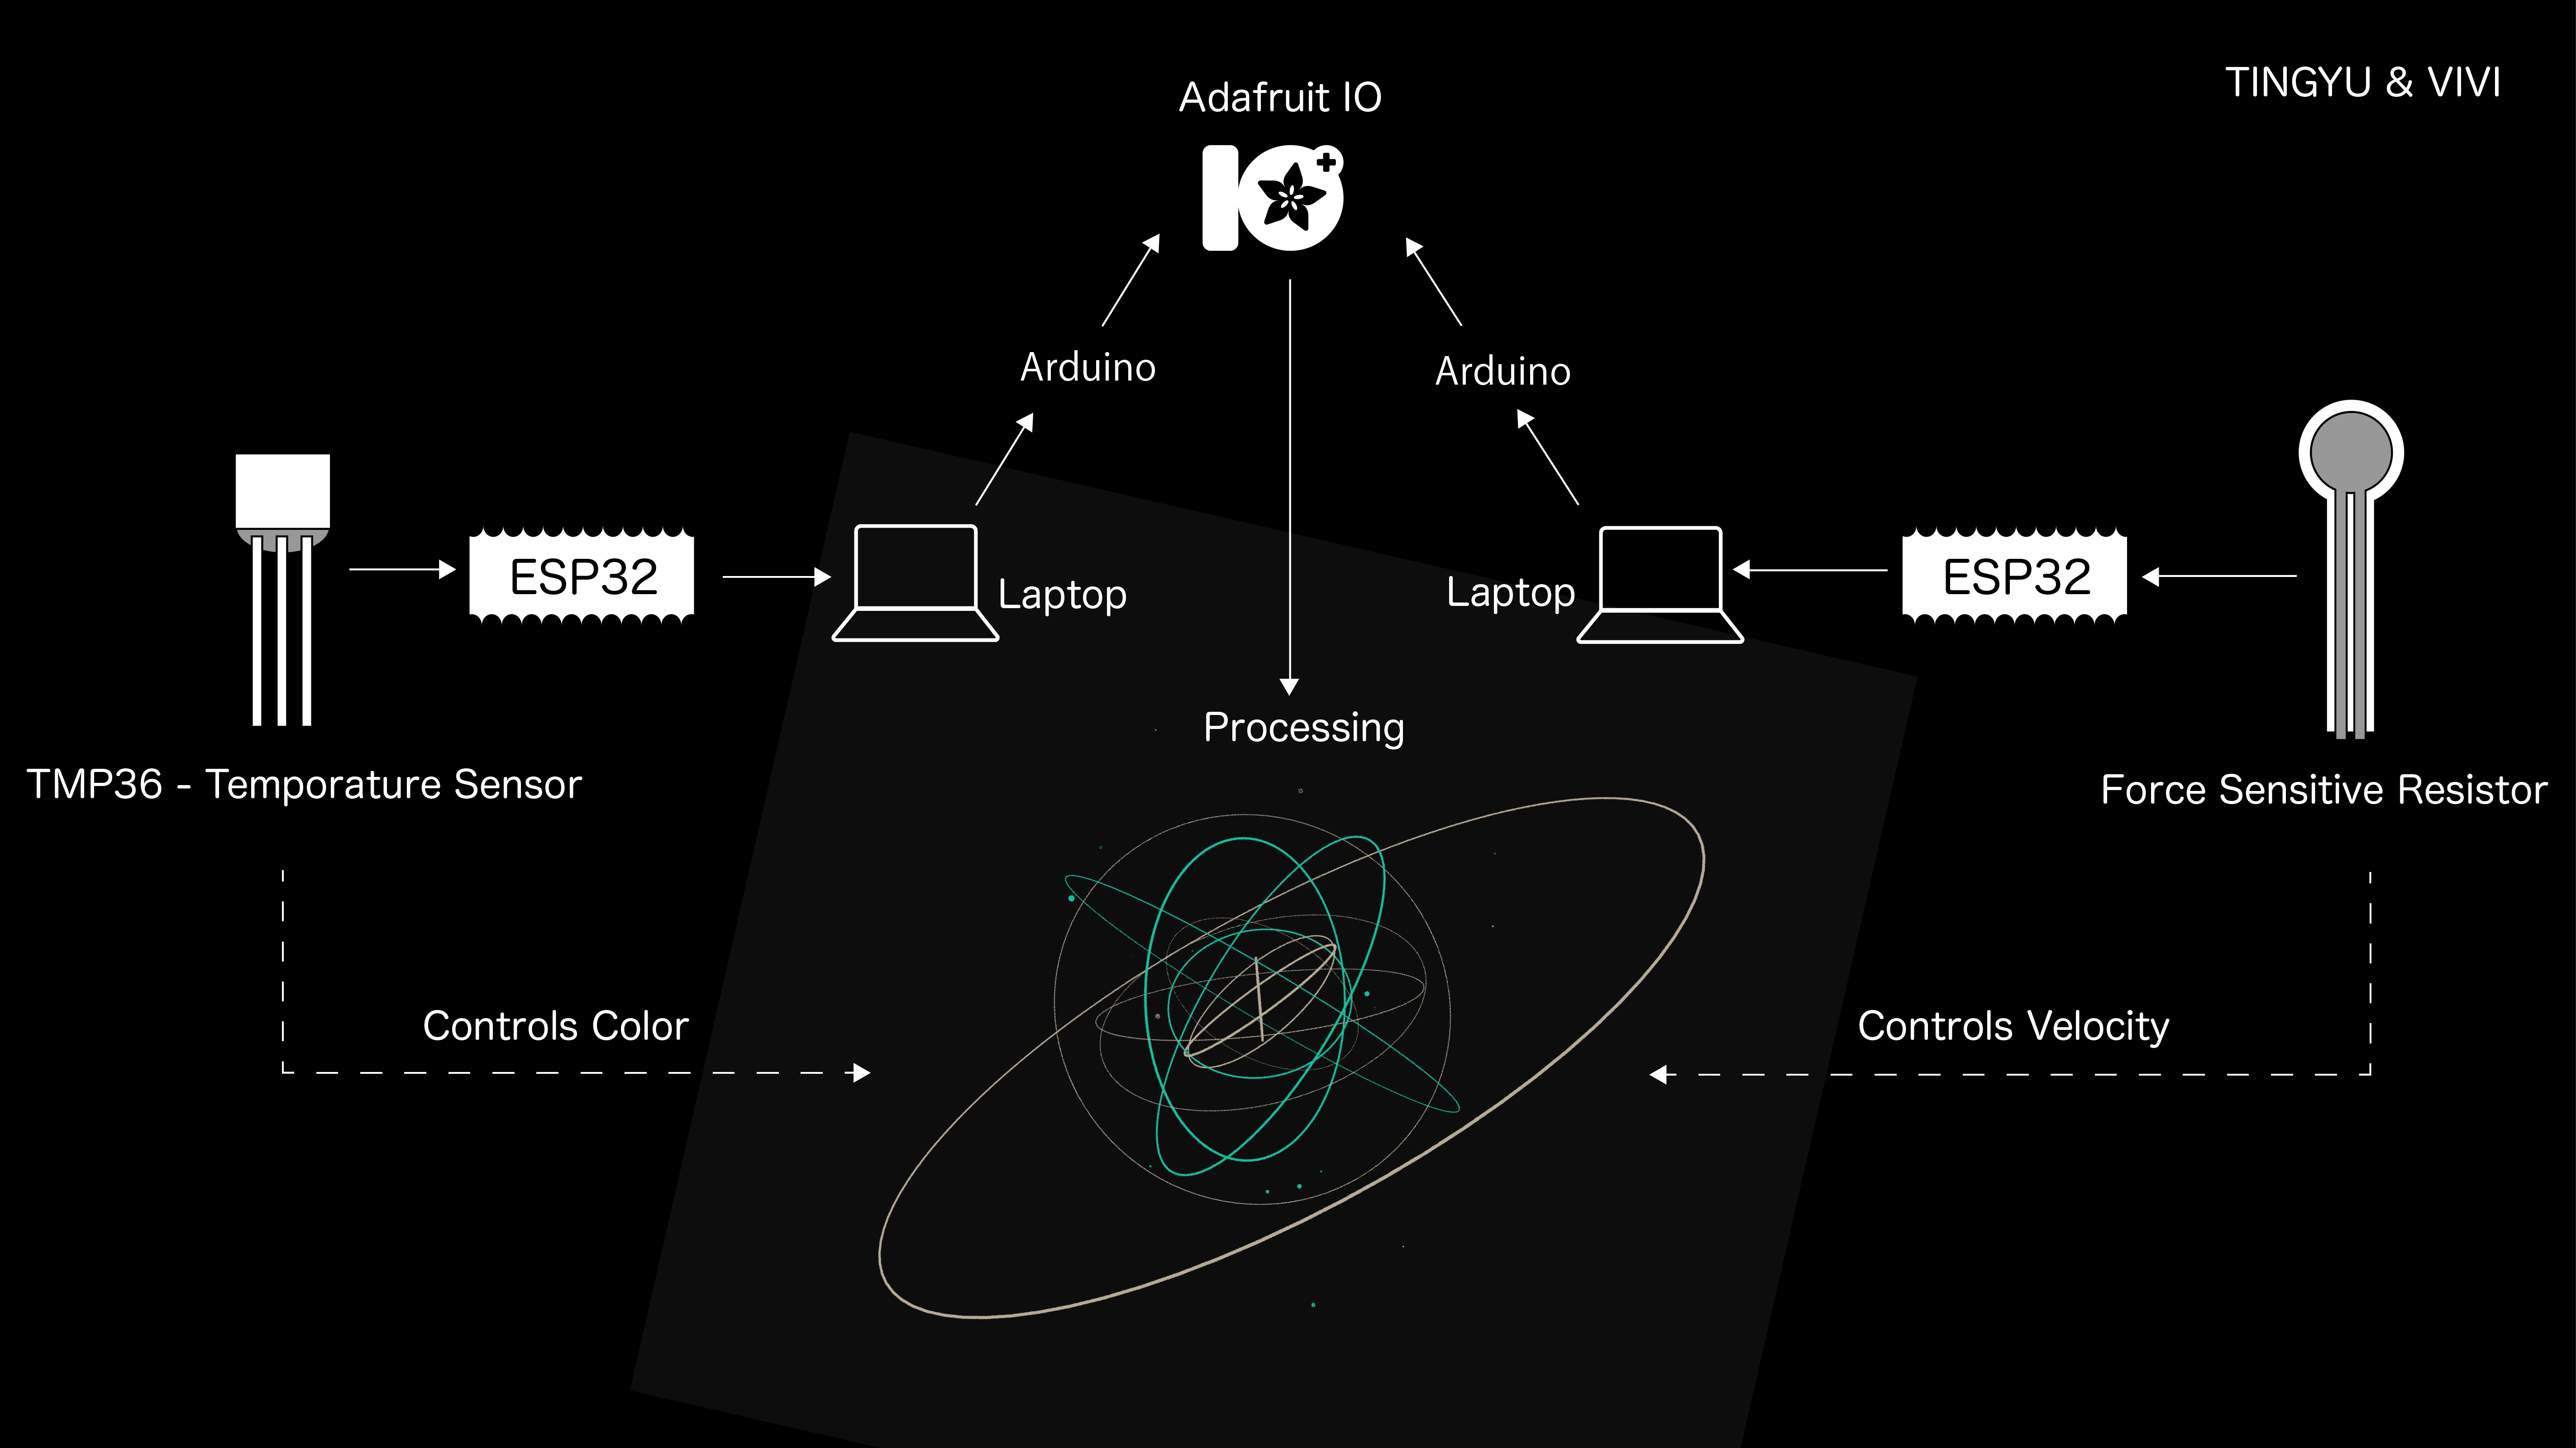 TINGYU & VIVI
Adafruit IO
Arduino
Arduino
ESP32
Laptop
Laptop
ESP32
Processing
TMP36 - Temporature Sensor
Force Sensitive Resistor
Controls Color
Controls Velocity